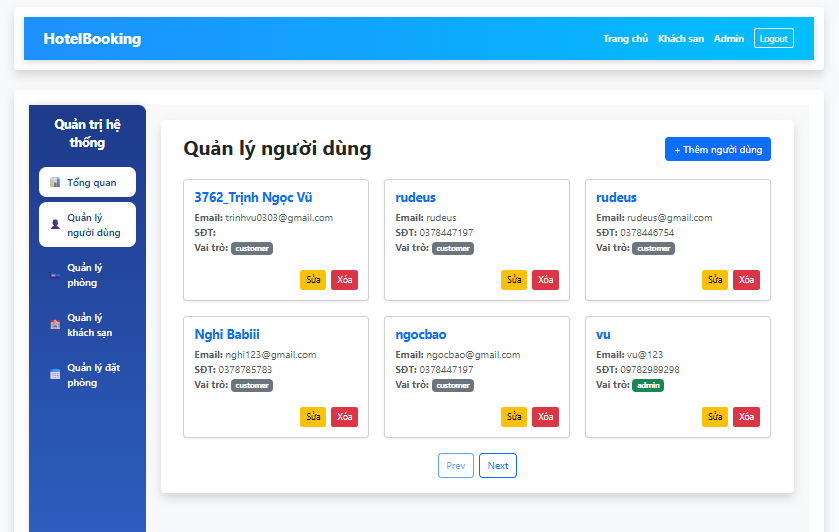 HotelBooking
Trang chủ Khách sạn Admin Logout
Quản trị hệ
thống
Tổng quan
Quản lý
người dùng
Quản lý
phòng
Quản lý
khách sạn
Quản lý đặt
phòng
Quản lý người dùng
+ Thêm người dùng
3762_Trịnh Ngọc Vũ
Email: trinhvu0303@gmail.com
SĐT:
Vai trò: customer
Sửa Xóa
rudeus
Email: rudeus
SĐT: 0378447197
Vai trò: customer
Sửa Xóa
rudeus
Email: rudeus@gmail.com
SĐT: 0378446754
Vai trò: customer
Sửa Xóa
Nghi Babiii
Email: nghi123@gmail.com
SĐT: 0378785783
Vai trò: customer
Sửa Xóa
ngocbao
Email: ngocbao@gmail.com
SĐT: 0378447197
Vai trò: customer
Sửa Xóa
vu
Email: vu@123
SĐT: 09782989298
Vai trò: admin
Sửa Xóa
Prev Next